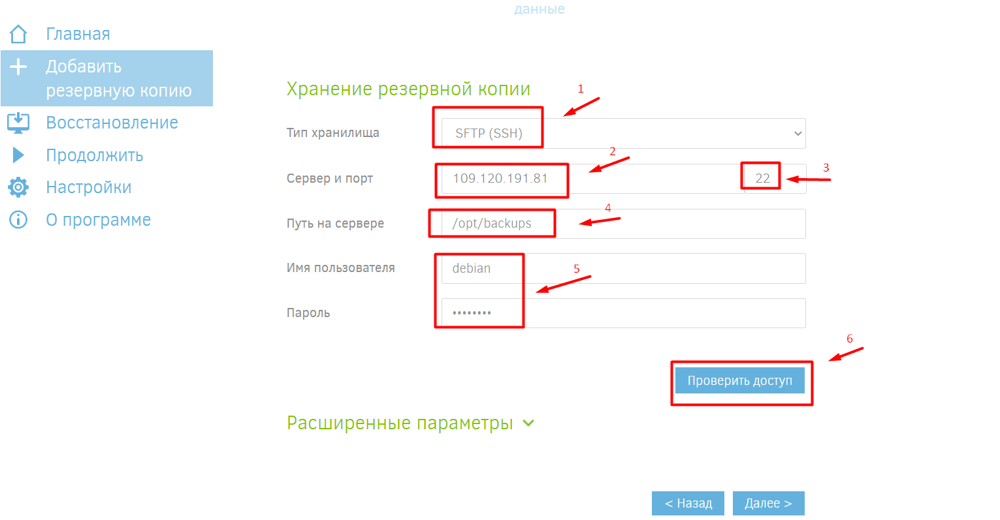 данные
Главная
Добавить
резервную копию
Восстановление
Продолжить
Настройки
О программе
Хранение резервной копии
1
Тип хранилища
SFTP (SSH)
2
Сервер и порт
109.120.191.81
22
3
Путь на сервере
/opt/backups
4
Имя пользователя
debian
5
Пароль
••••••••
6
Проверить доступ
Расширенные параметры
< Назад
Далее >